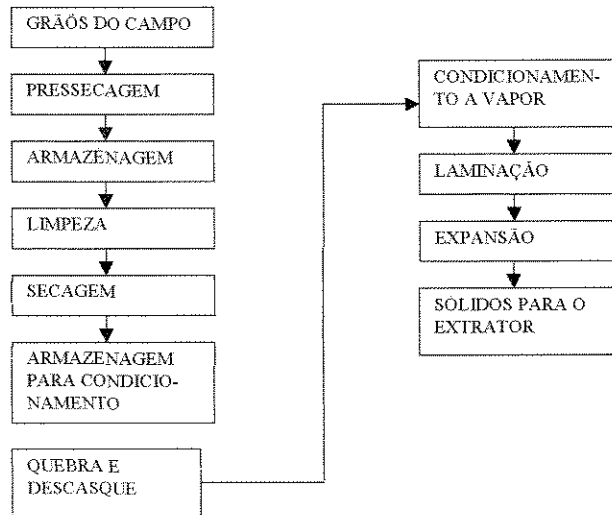 GRÃOS DO CAMPO
PRESSECAGEM
ARMAZENAGEM
LIMPEZA
SECAGEM
ARMAZENAGEM
PARA CONDICIO-
NAMENTO
QUEBRA E
DESCASQUE
CONDICIONAMEN-
TO A VAPOR
LAMINAÇÃO
EXPANSÃO
SÓLIDOS PARA O
EXTRATOR